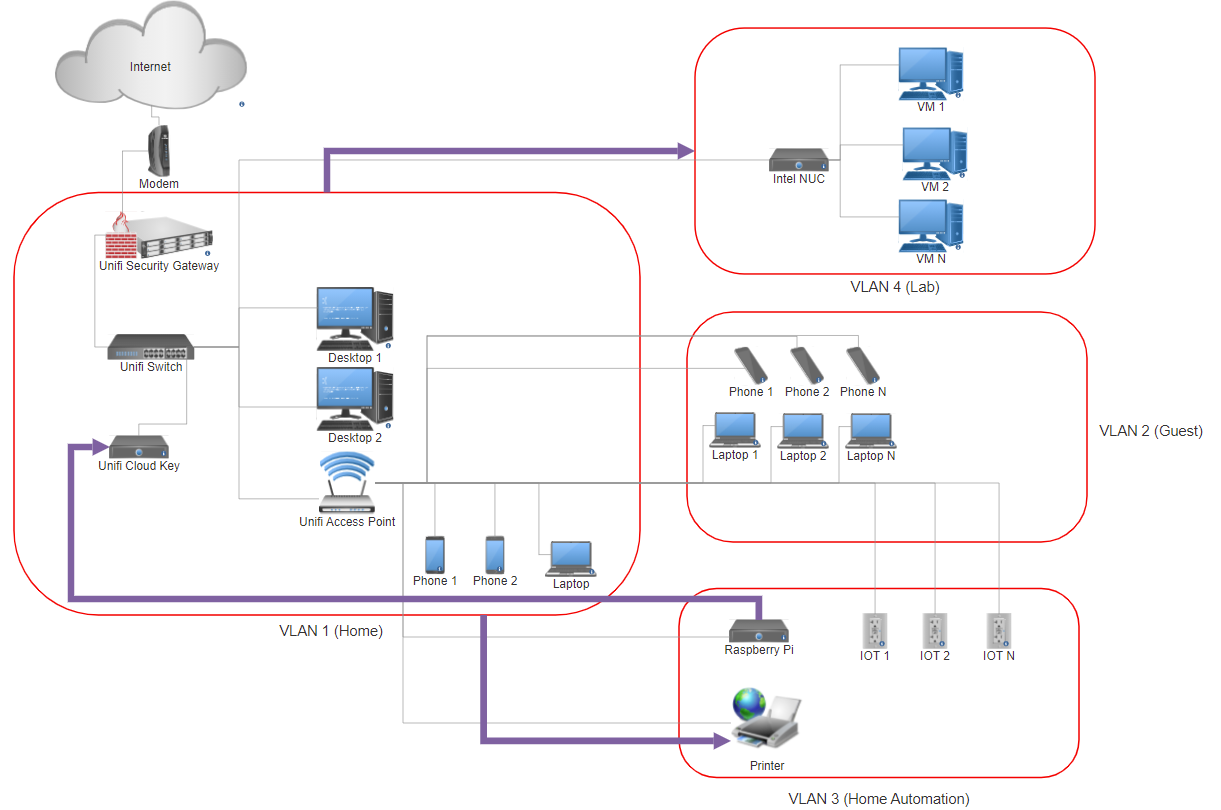 Internet
Modem
Unifi Security Gateway
Unifi Switch
Unifi Cloud Key
Desktop 1
Desktop 2
Unifi Access Point
Phone 1
Phone 2
Laptop
VLAN 1 (Home)
Intel NUC
VM 1
VM 2
VM N
VLAN 4 (Lab)
Phone 1
Phone 2
Phone N
Laptop 1
Laptop 2
Laptop N
VLAN 2 (Guest)
Raspberry Pi
IOT 1
IOT 2
IOT N
Printer
VLAN 3 (Home Automation)